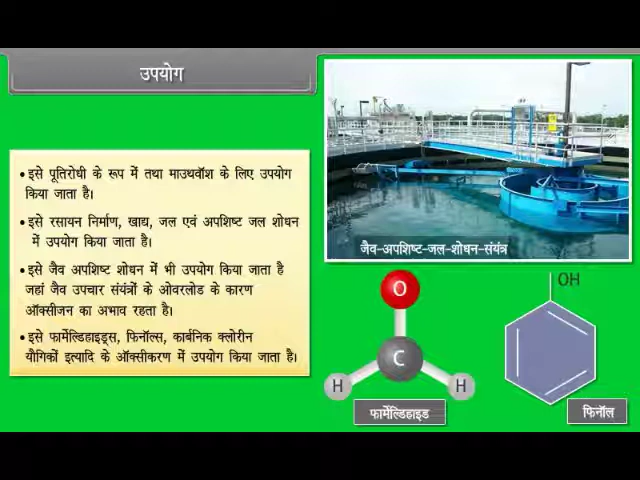 उपयोग
• इसे पूतिरोधी के रूप में तथा माउथवॉश के लिए उपयोग
किया जाता है।
• इसे रसायन निर्माण, खाद्य, जल एवं अपशिष्ट जल शोधन
में उपयोग किया जाता है।
• इसे जैव अपशिष्ट शोधन में भी उपयोग किया जाता है
जहां जैव उपचार संयंत्रों के ओवरलोड के कारण
ऑक्सीजन का अभाव रहता है।
• इसे फार्मेल्डिहाइड्स, फिनॉल्स, कार्बनिक क्लोरीन
यौगिकों इत्यादि के ऑक्सीकरण में उपयोग किया जाता है।
जैव-अपशिष्ट-जल-शोधन-संयंत्र
O
C
H
H
फार्मेल्डिहाइड
OH
फिनॉल